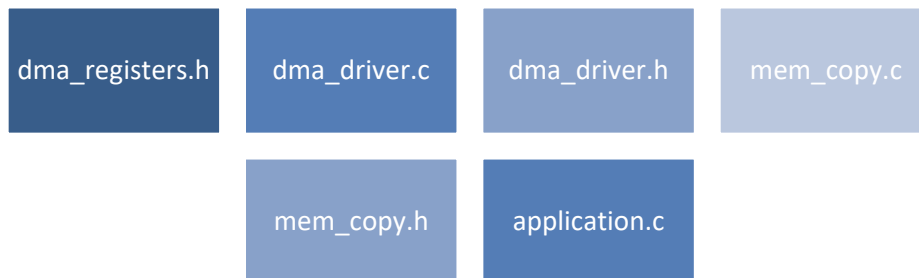 dma_registers.h
dma_driver.c
dma_driver.h
mem_copy.c
mem_copy.h
application.c